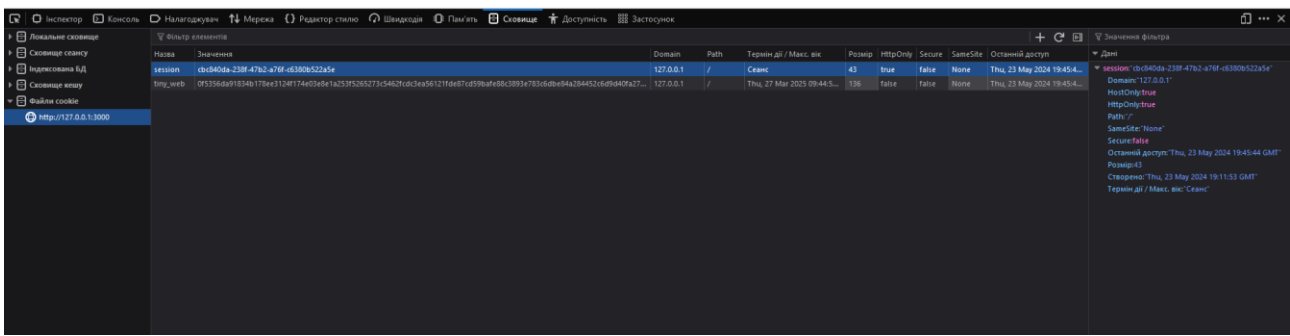 Інспектор Консоль Налагоджувач Мережа Редактор стилю Швидкодія Пам'ять Сховище Доступність Застосунок
Локальне сховище
Сховище сеансу
Індексована БД
Сховище кешу
Файли cookie
http://127.0.0.1:3000
Фільтр елементів
Назва Значення Domain Path Термін дії / Макс. вік Розмір HttpOnly Secure SameSite Останній доступ
session cbc840da-238f-47b2-a76f-c6380b522a5e 127.0.0.1 / Сеанс 43 true false None Thu, 23 May 2024 19:45:4...
tiny_web 127.0.0.1 / Thu, 27 Mar 2025 09:44:5... 136 false false None Thu, 23 May 2024 19:45:4...
Значення фільтра
Дані
session:"cbc840da-238f-47b2-a76f-c6380b522a5e"
Domain:"127.0.0.1"
HostOnly:true
HttpOnly:true
Path:"/"
SameSite:"None"
Secure:false
Останній доступ:"Thu, 23 May 2024 19:45:44 GMT"
Розмір:43
Створено:"Thu, 23 May 2024 19:11:53 GMT"
Термін дії / Макс. вік:"Сеанс"